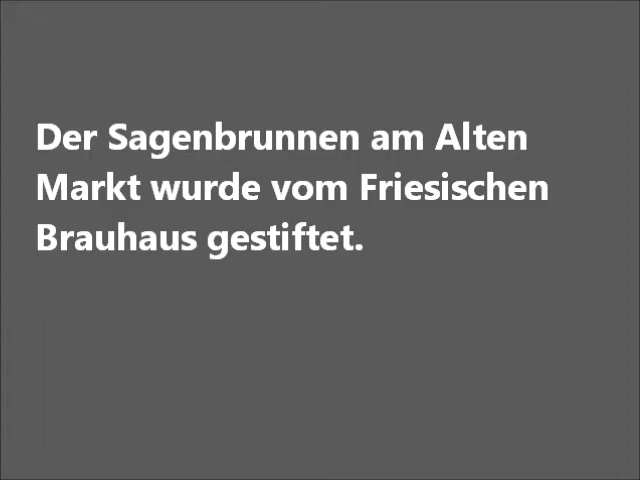 Der Sagenbrunnen am Alten
Markt wurde vom Friesischen
Brauhaus gestiftet.